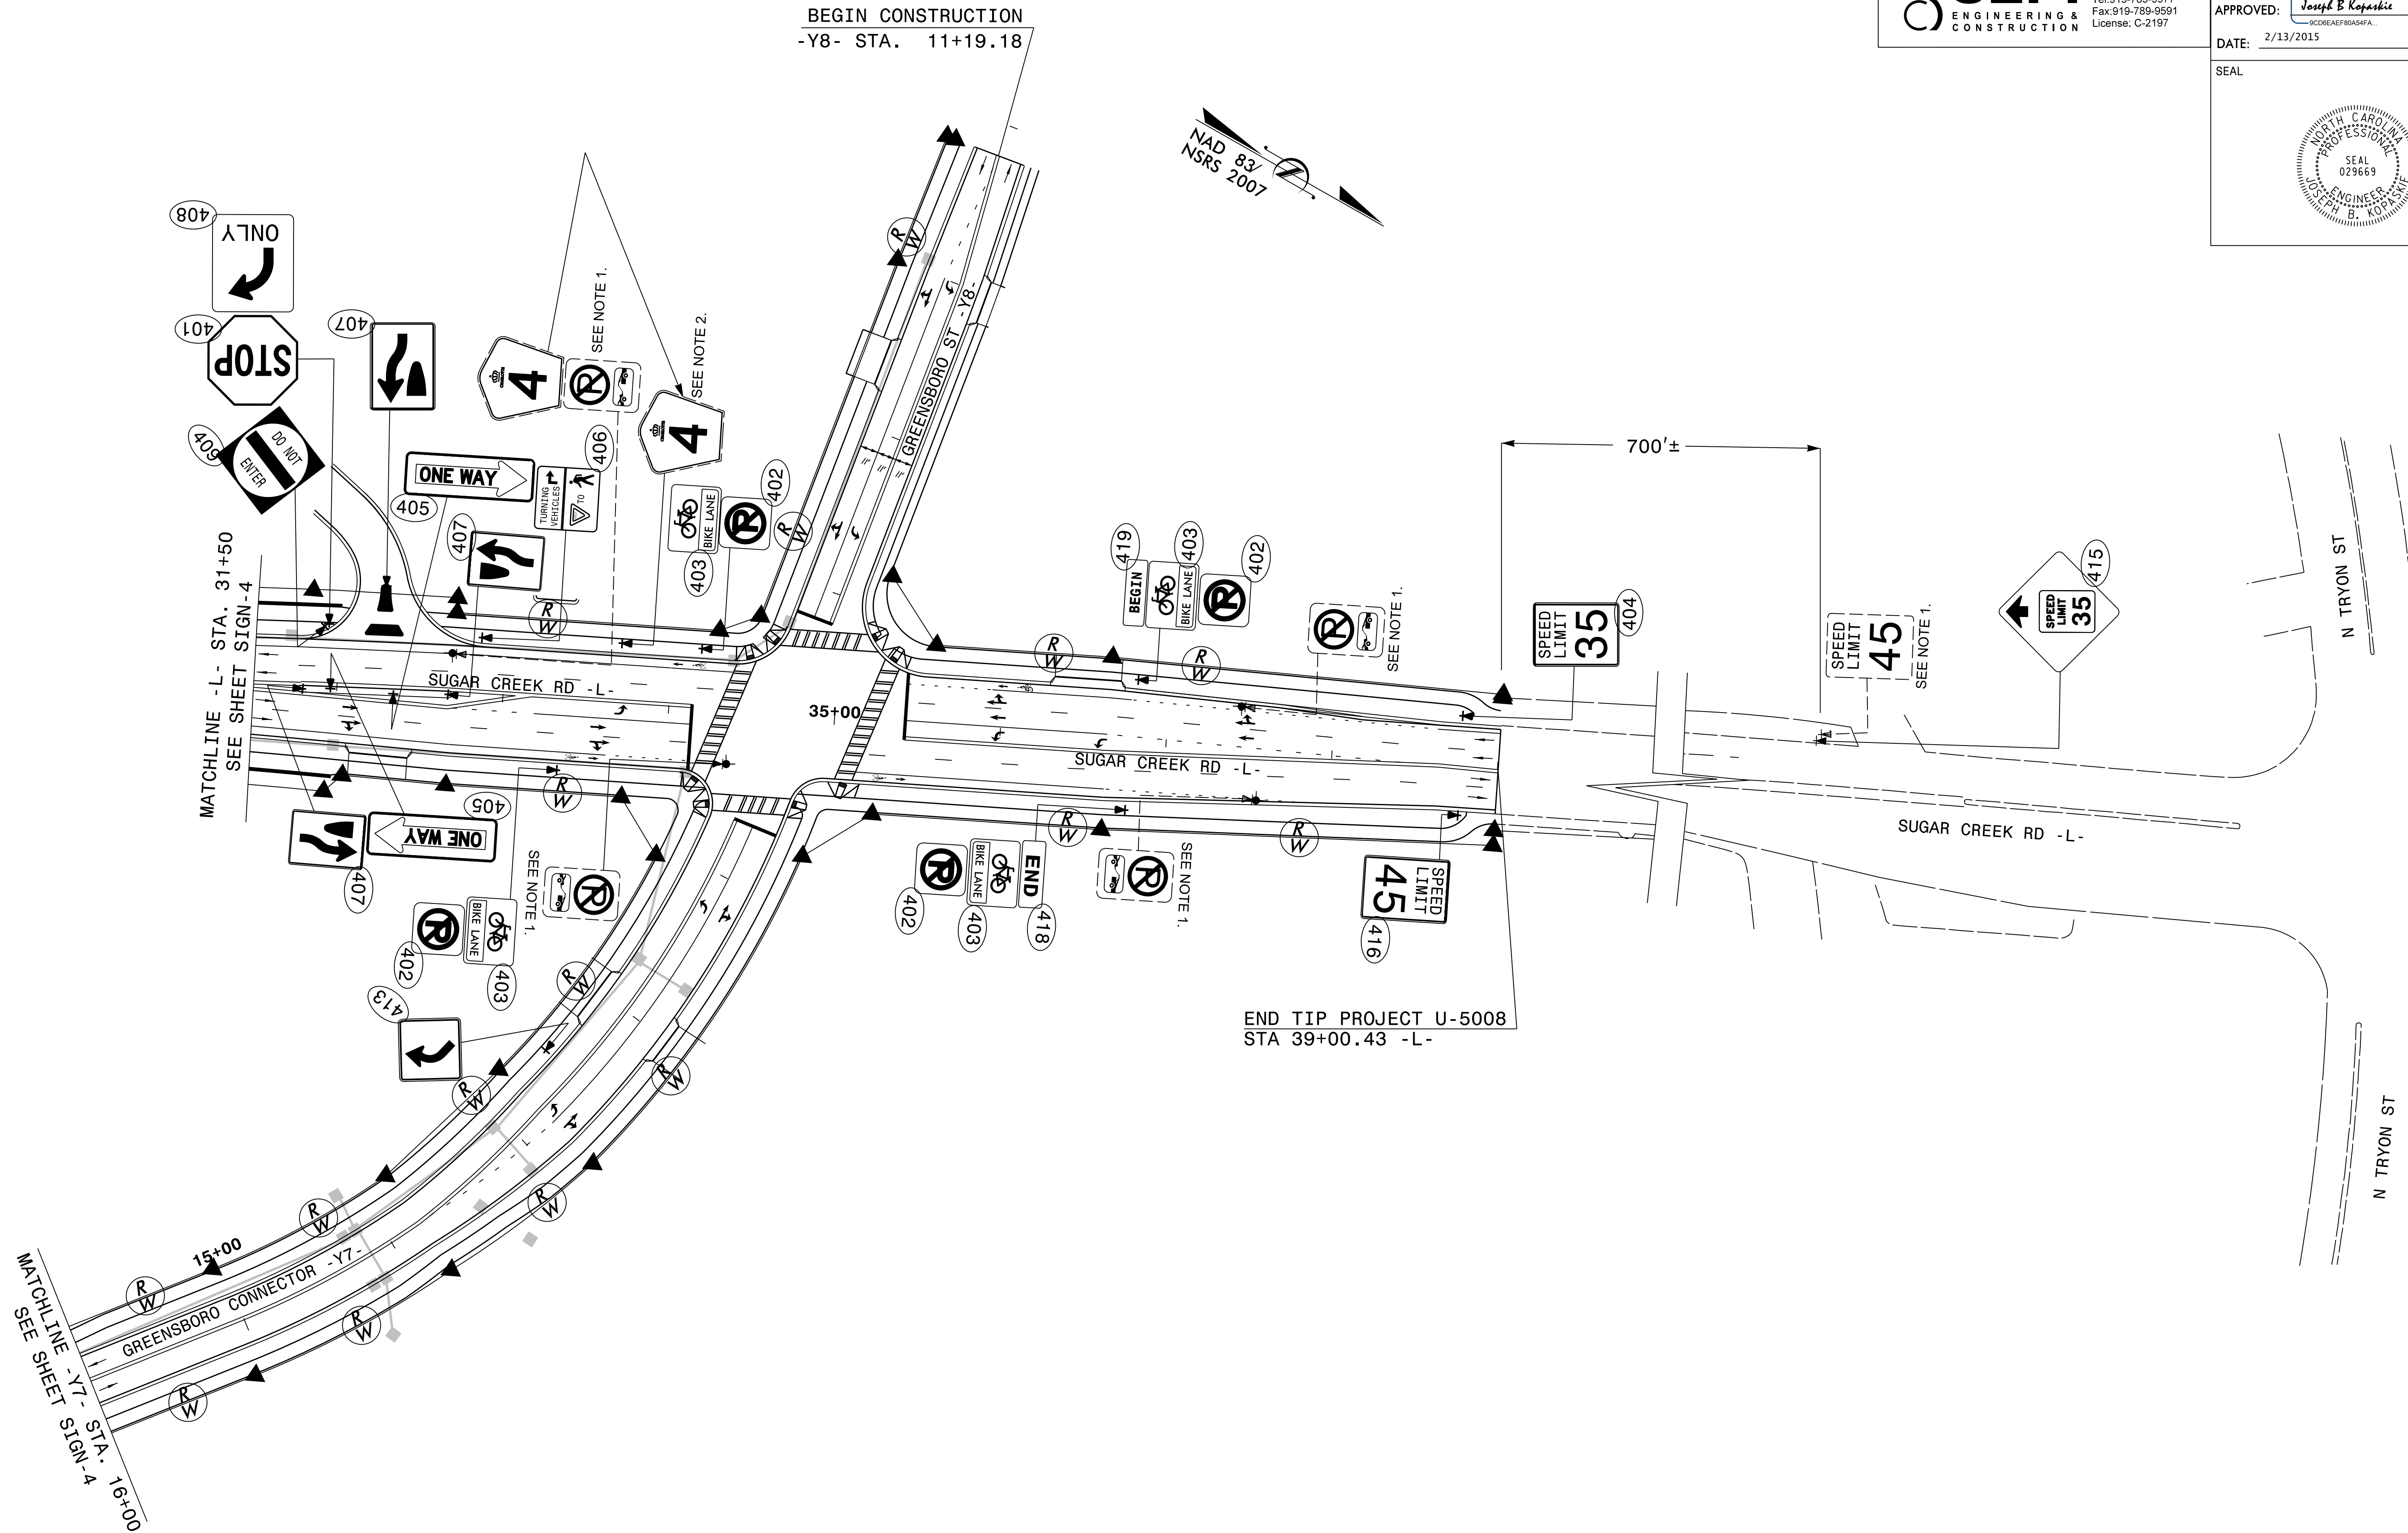 BEGIN CONSTRUCTION
-Y8- STA. 11+19.18
ENGINEERING &
CONSTRUCTION
Fax:919-789-9591
License: C-2197
APPROVED:
Joseph B Kopaskie
9CD6EAEF80A54FA...
DATE: 2/13/2015
SEAL
NORTH CAROLINA
PROFESSIONAL
SEAL
029669
ENGINEER
JOSEPH B. KOPASKIE
NAD 83/
NSRS 2007
408
ONLY
401
STOP
409
DO NOT
ENTER
407
4
SEE NOTE 1.
4
SEE NOTE 2.
ONE WAY
405
406
TURNING
VEHICLES
TO
407
BIKE LANE
403
402
R
W
GREENSBORO ST -Y8-
11'
11'
11'
R
W
R
W
MATCHLINE -L- STA. 31+50
SEE SHEET SIGN-4
SUGAR CREEK RD -L-
35+00
419
BEGIN
403
BIKE LANE
402
R
W
R
W
SEE NOTE 1.
700'±
SPEED
LIMIT
35
404
SPEED
LIMIT
45
SEE NOTE 1.
SPEED
LIMIT
35
415
N TRYON ST
SUGAR CREEK RD -L-
SUGAR CREEK RD -L-
407
ONE WAY
405
R
W
402
BIKE LANE
403
SEE NOTE 1.
402
BIKE LANE
403
END
418
R
W
SEE NOTE 1.
R
W
SPEED
LIMIT
45
416
END TIP PROJECT U-5008
STA 39+00.43 -L-
413
R
W
R
W
R
W
R
W
R
W
15+00
R
W
GREENSBORO CONNECTOR -Y7-
R
W
R
W
MATCHLINE -Y7- STA. 16+00
SEE SHEET SIGN-4
N TRYON ST